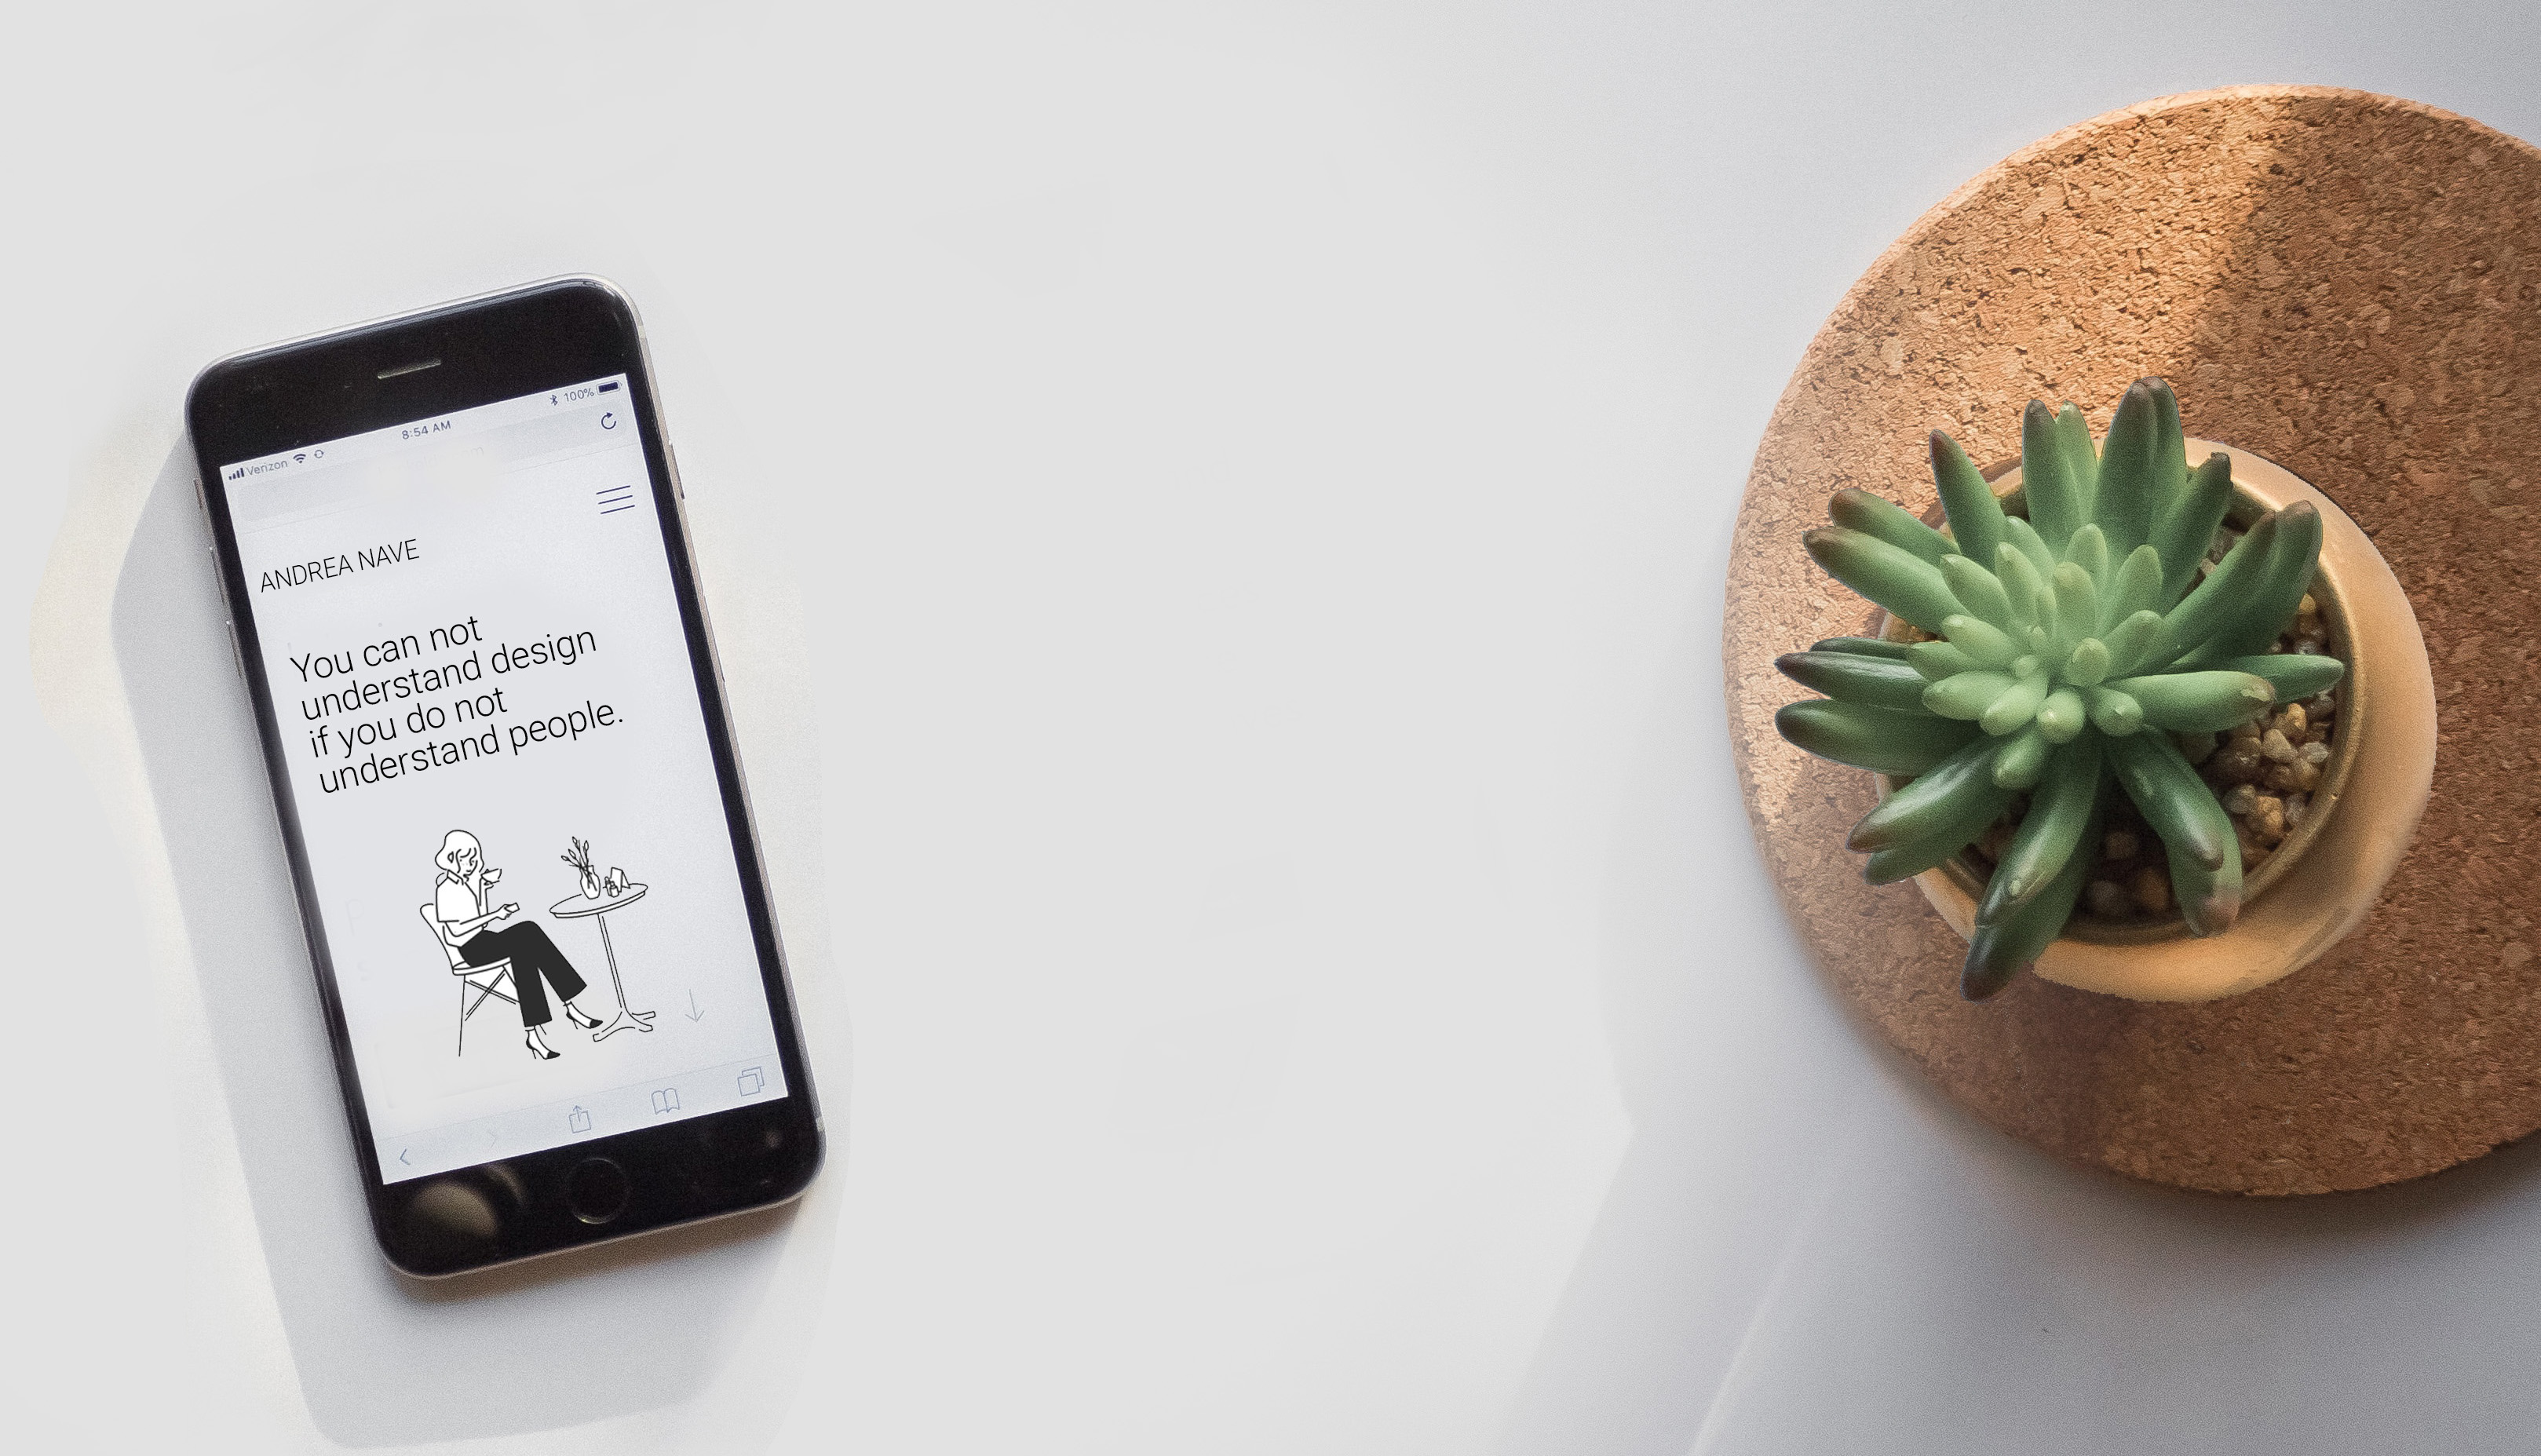 Verizon 8:54 AM 100%
ANDREA NAVE
You can not
understand design
if you do not
understand people.